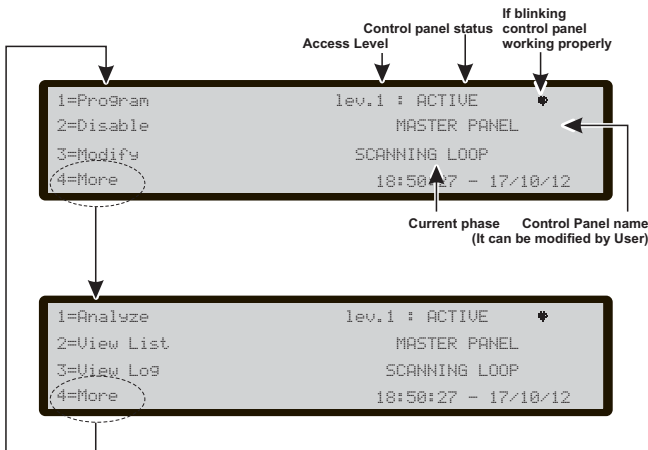 If blinking
control panel
working properly
Control panel status
Access Level
1=Program lev.1 : ACTIVE
2=Disable MASTER PANEL
3=Modify SCANNING LOOP
4=More 18:50:27 - 17/10/12
Current phase Control Panel name
(It can be modified by User)
1=Analyze lev.1 : ACTIVE
2=View List MASTER PANEL
3=View Log SCANNING LOOP
4=More 18:50:27 - 17/10/12